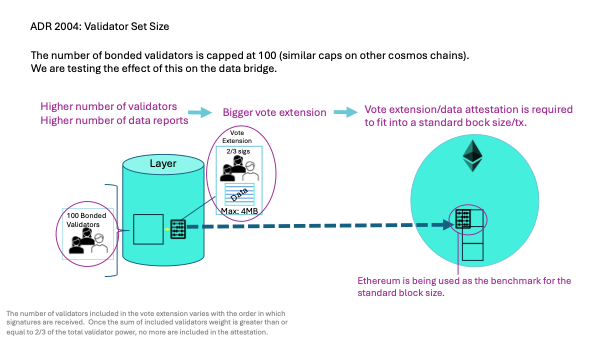 ADR 2004: Validator Set Size
The number of bonded validators is capped at 100 (similar caps on other cosmos chains).
We are testing the effect of this on the data bridge.
Higher number of validators
Higher number of data reports
Bigger vote extension
Vote extension/data attestation is required
to fit into a standard bock size/tx.
Vote
Extension
2/3 sigs
Data
Max: 4MB
Layer
100 Bonded
Validators
Ethereum is being used as the benchmark for the
standard block size.
The number of validators included in the vote extension varies with the order in which
signatures are received. Once the sum of included validators weight is greater than or
equal to 2/3 of the total validator power, no more are included in the attestation.